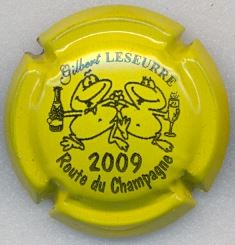 Gilbert LESEURRE
2009
Route du Champagne